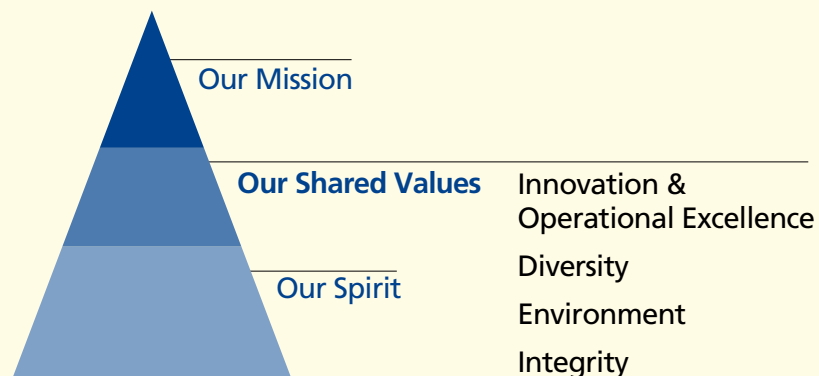 Our Mission
Our Shared Values
Innovation &
Operational Excellence
Diversity
Environment
Integrity
Our Spirit